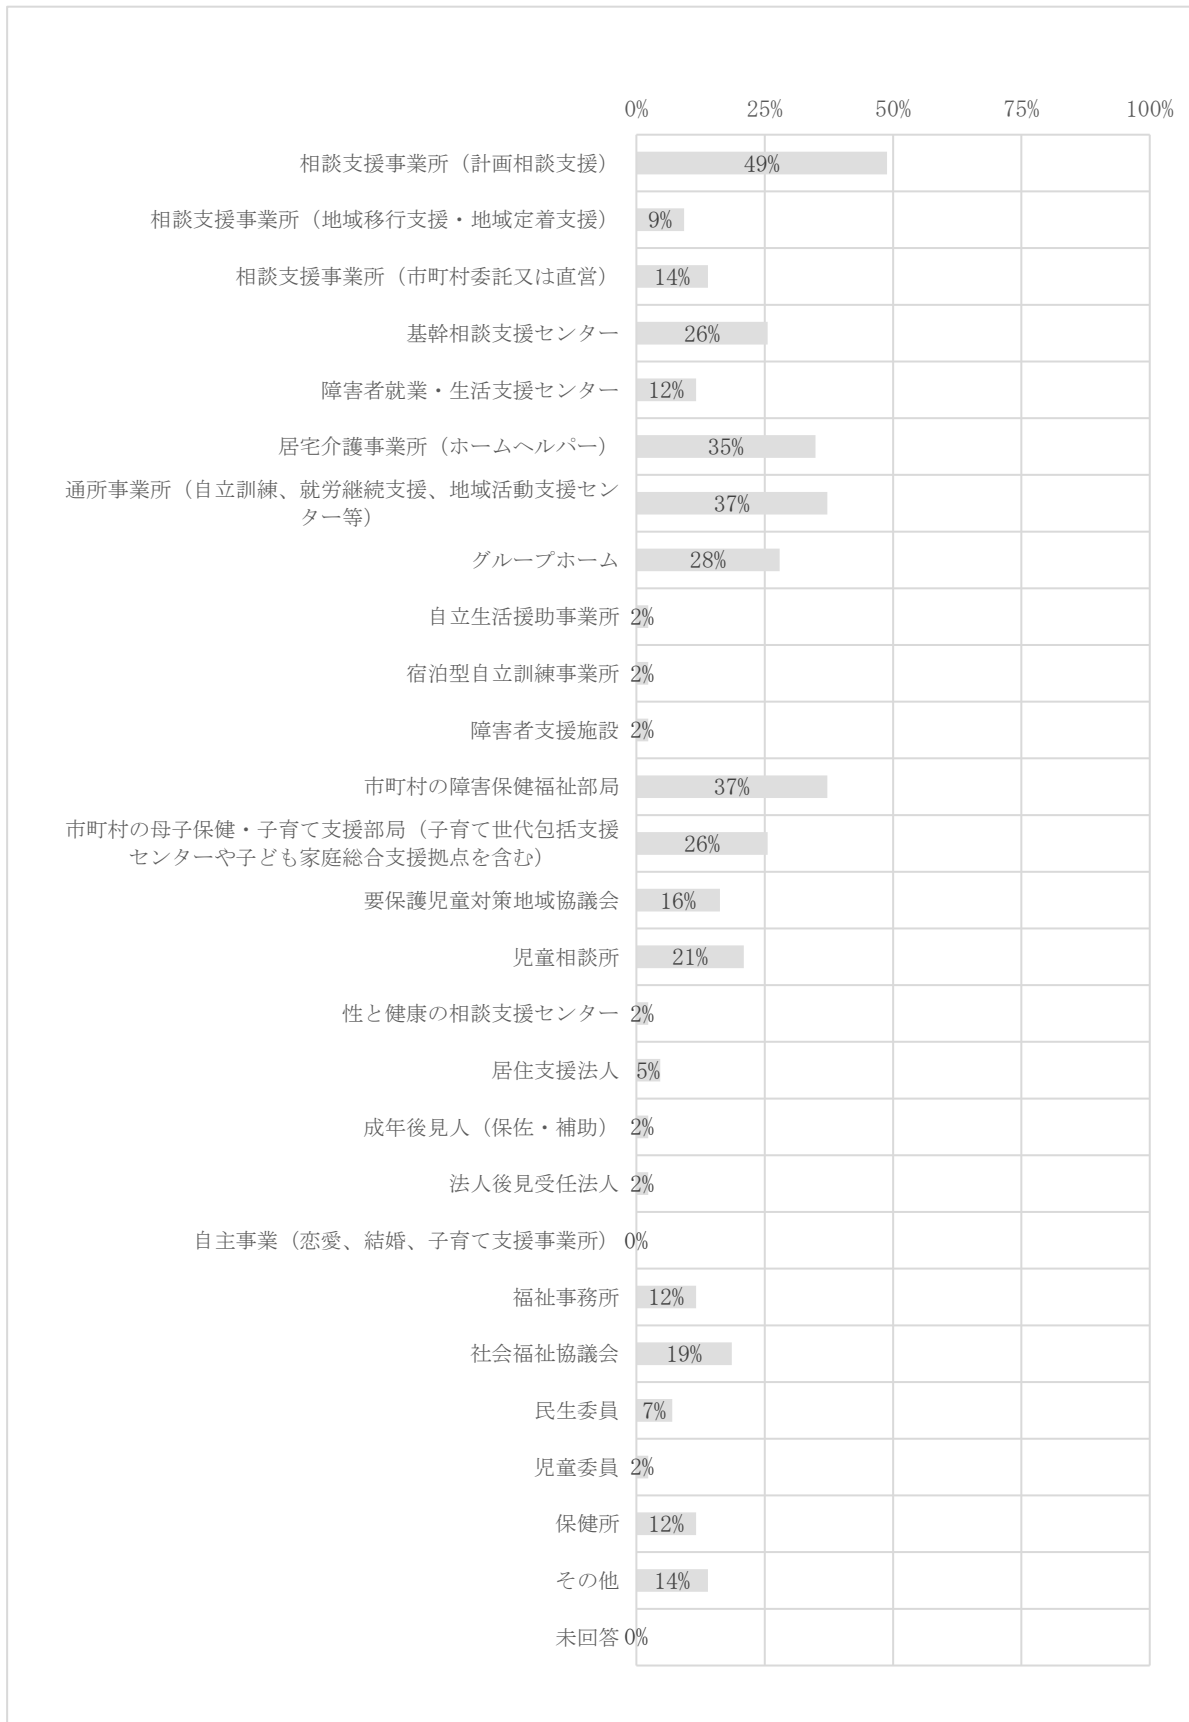 0% 25% 50% 75% 100%
相談支援事業所（計画相談支援） 49%
相談支援事業所（地域移行支援・地域定着支援） 9%
相談支援事業所（市町村委託又は直営） 14%
基幹相談支援センター 26%
障害者就業・生活支援センター 12%
居宅介護事業所（ホームヘルパー） 35%
通所事業所（自立訓練、就労継続支援、地域活動支援セン
ター等） 37%
グループホーム 28%
自立生活援助事業所 2%
宿泊型自立訓練事業所 2%
障害者支援施設 2%
市町村の障害保健福祉部局 37%
市町村の母子保健・子育て支援部局（子育て世代包括支援
センターや子ども家庭総合支援拠点を含む） 26%
要保護児童対策地域協議会 16%
児童相談所 21%
性と健康の相談支援センター 2%
居住支援法人 5%
成年後見人（保佐・補助） 2%
法人後見受任法人 2%
自主事業（恋愛、結婚、子育て支援事業所） 0%
福祉事務所 12%
社会福祉協議会 19%
民生委員 7%
児童委員 2%
保健所 12%
その他 14%
未回答 0%